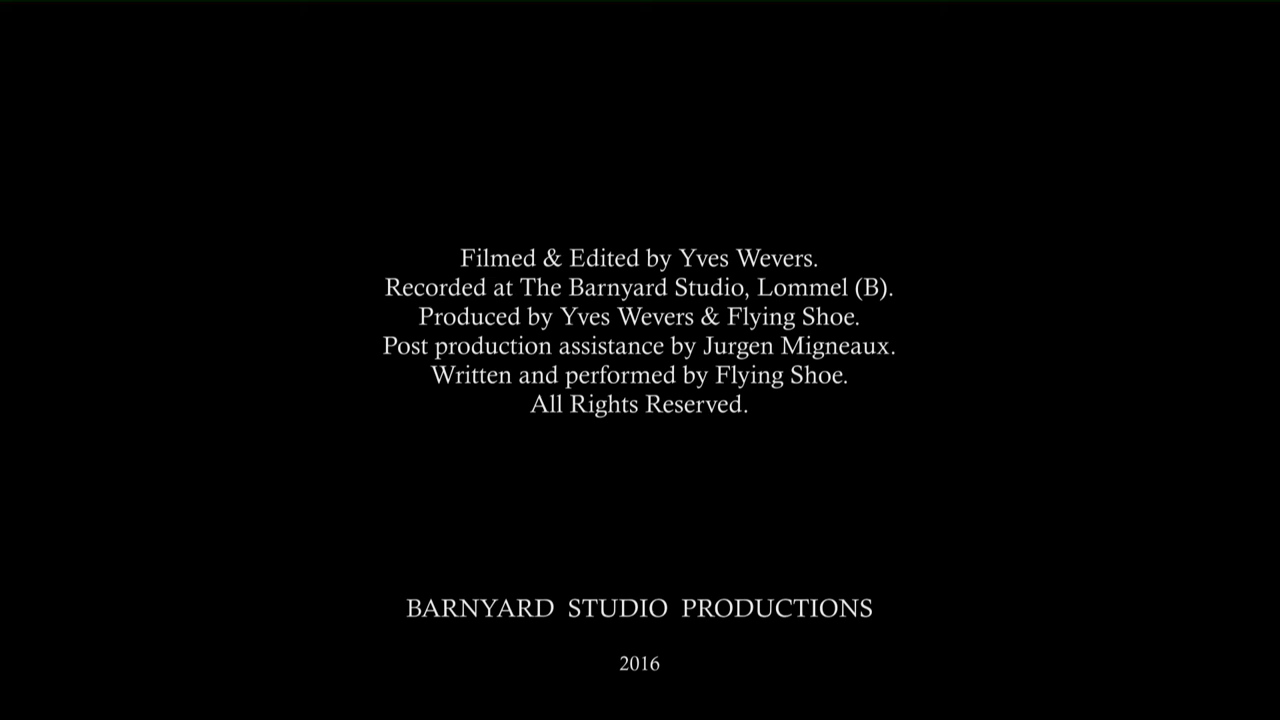 Filmed & Edited by Yves Wevers.
Recorded at The Barnyard Studio, Lommel (B).
Produced by Yves Wevers & Flying Shoe.
Post production assistance by Jurgen Migneaux.
Written and performed by Flying Shoe.
All Rights Reserved.
BARNYARD STUDIO PRODUCTIONS
2016